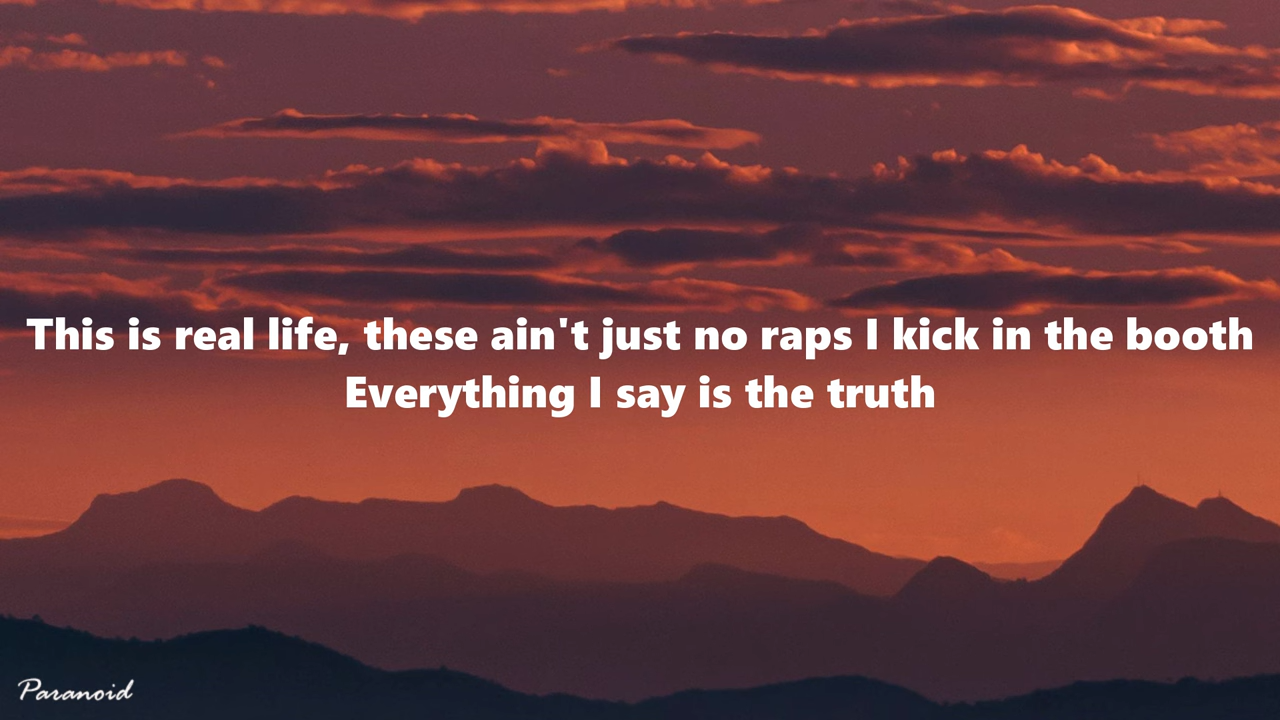 This is real life, these ain't just no raps I kick in the booth
Everything I say is the truth
Paranoid